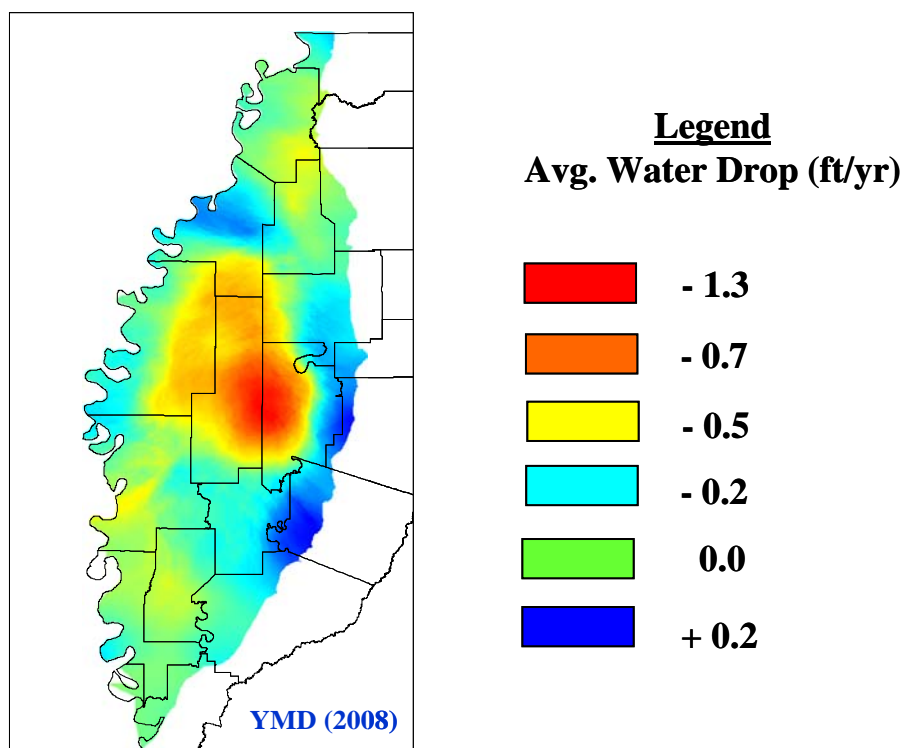 Legend
Avg. Water Drop (ft/yr)
- 1.3
- 0.7
- 0.5
- 0.2
0.0
+ 0.2
YMD (2008)